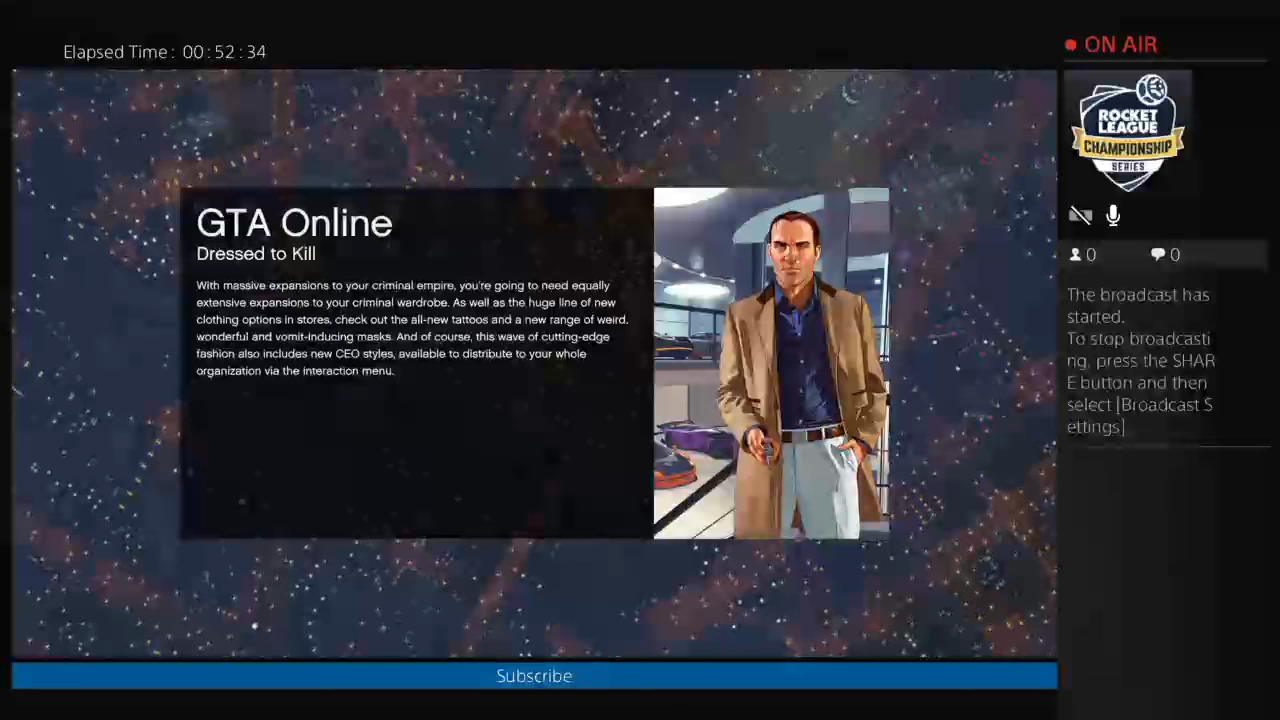 Elapsed Time: 00:52:34
ON AIR
ROCKET
LEAGUE
CHAMPIONSHIP
SERIES
0
0
GTA Online
Dressed to Kill
With massive expansions to your criminal empire, you're going to need equally
extensive expansions to your criminal wardrobe. As well as the huge line of new
clothing options in stores, check out the all-new tattoos and a new range of weird,
wonderful and vomit-inducing masks. And of course, this wave of cutting-edge
fashion also includes new CEO styles, available to distribute to your whole
organization via the interaction menu.
The broadcast has
started.
To stop broadcasti
ng, press the SHAR
E button and then
select [Broadcast S
ettings]
Subscribe